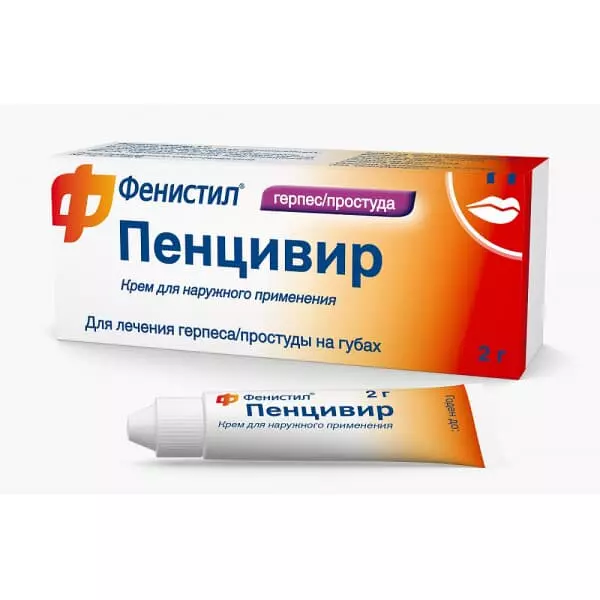 Фенистил®
герпес/простуда
Пенцивир
Крем для наружного применения
Для лечения герпеса/простуды на губах
2 г
Фенистил®
2 г
Пенцивир
Крем для наружного применения
Годен до: